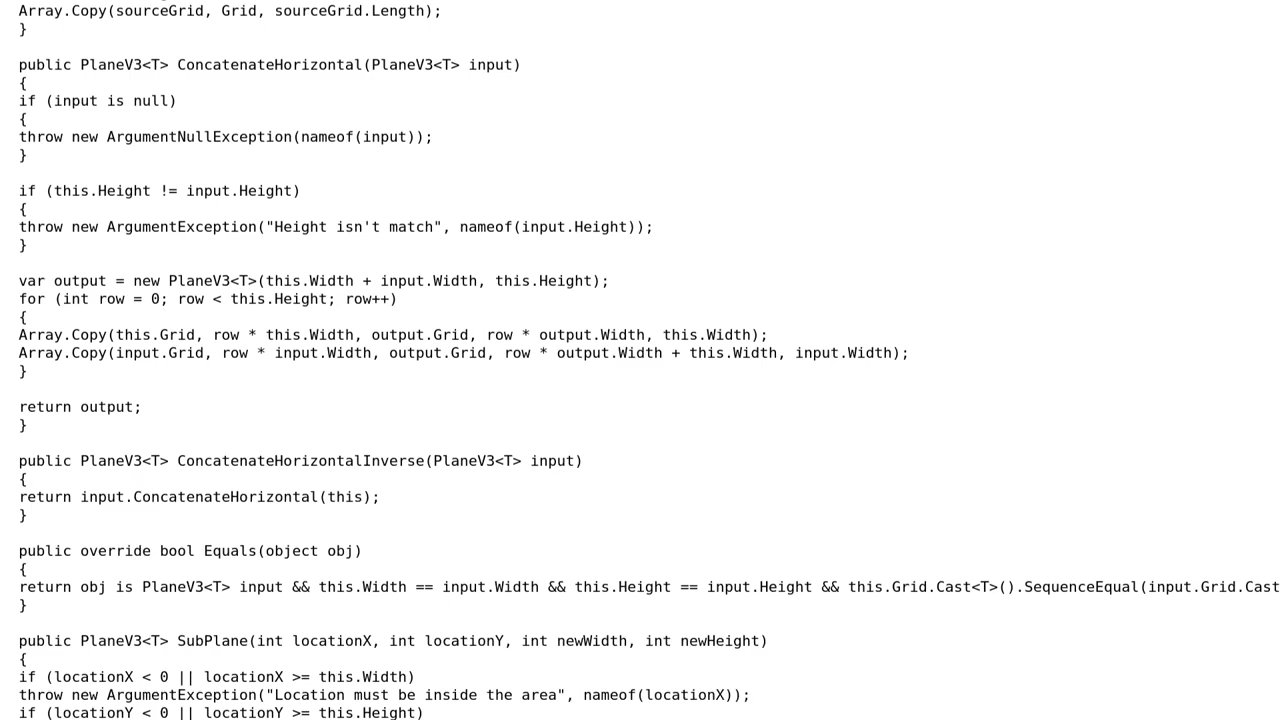 Array.Copy(sourceGrid, Grid, sourceGrid.Length);
}
public PlaneV3<T> ConcatenateHorizontal(PlaneV3<T> input)
{
if (input is null)
{
throw new ArgumentNullException(nameof(input));
}
if (this.Height != input.Height)
{
throw new ArgumentException("Height isn't match", nameof(input.Height));
}
var output = new PlaneV3<T>(this.Width + input.Width, this.Height);
for (int row = 0; row < this.Height; row++)
{
Array.Copy(this.Grid, row * this.Width, output.Grid, row * output.Width, this.Width);
Array.Copy(input.Grid, row * input.Width, output.Grid, row * output.Width + this.Width, input.Width);
}
return output;
}
public PlaneV3<T> ConcatenateHorizontalInverse(PlaneV3<T> input)
{
return input.ConcatenateHorizontal(this);
}
public override bool Equals(object obj)
{
return obj is PlaneV3<T> input && this.Width == input.Width && this.Height == input.Height && this.Grid.Cast<T>().SequenceEqual(input.Grid.Cast
}
public PlaneV3<T> SubPlane(int locationX, int locationY, int newWidth, int newHeight)
{
if (locationX < 0 || locationX >= this.Width)
throw new ArgumentException("Location must be inside the area", nameof(locationX));
if (locationY < 0 || locationY >= this.Height)